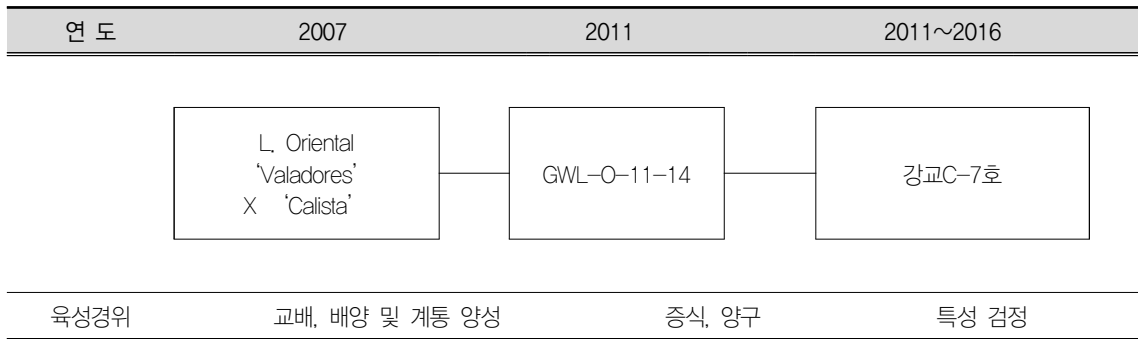 연 도 2007 2011 2011~2016
L. Oriental
‘Valadores’
X ‘Calista’
GWL-O-11-14
강교C-7호
육성경위 교배, 배양 및 계통 양성 증식, 양구 특성 검정